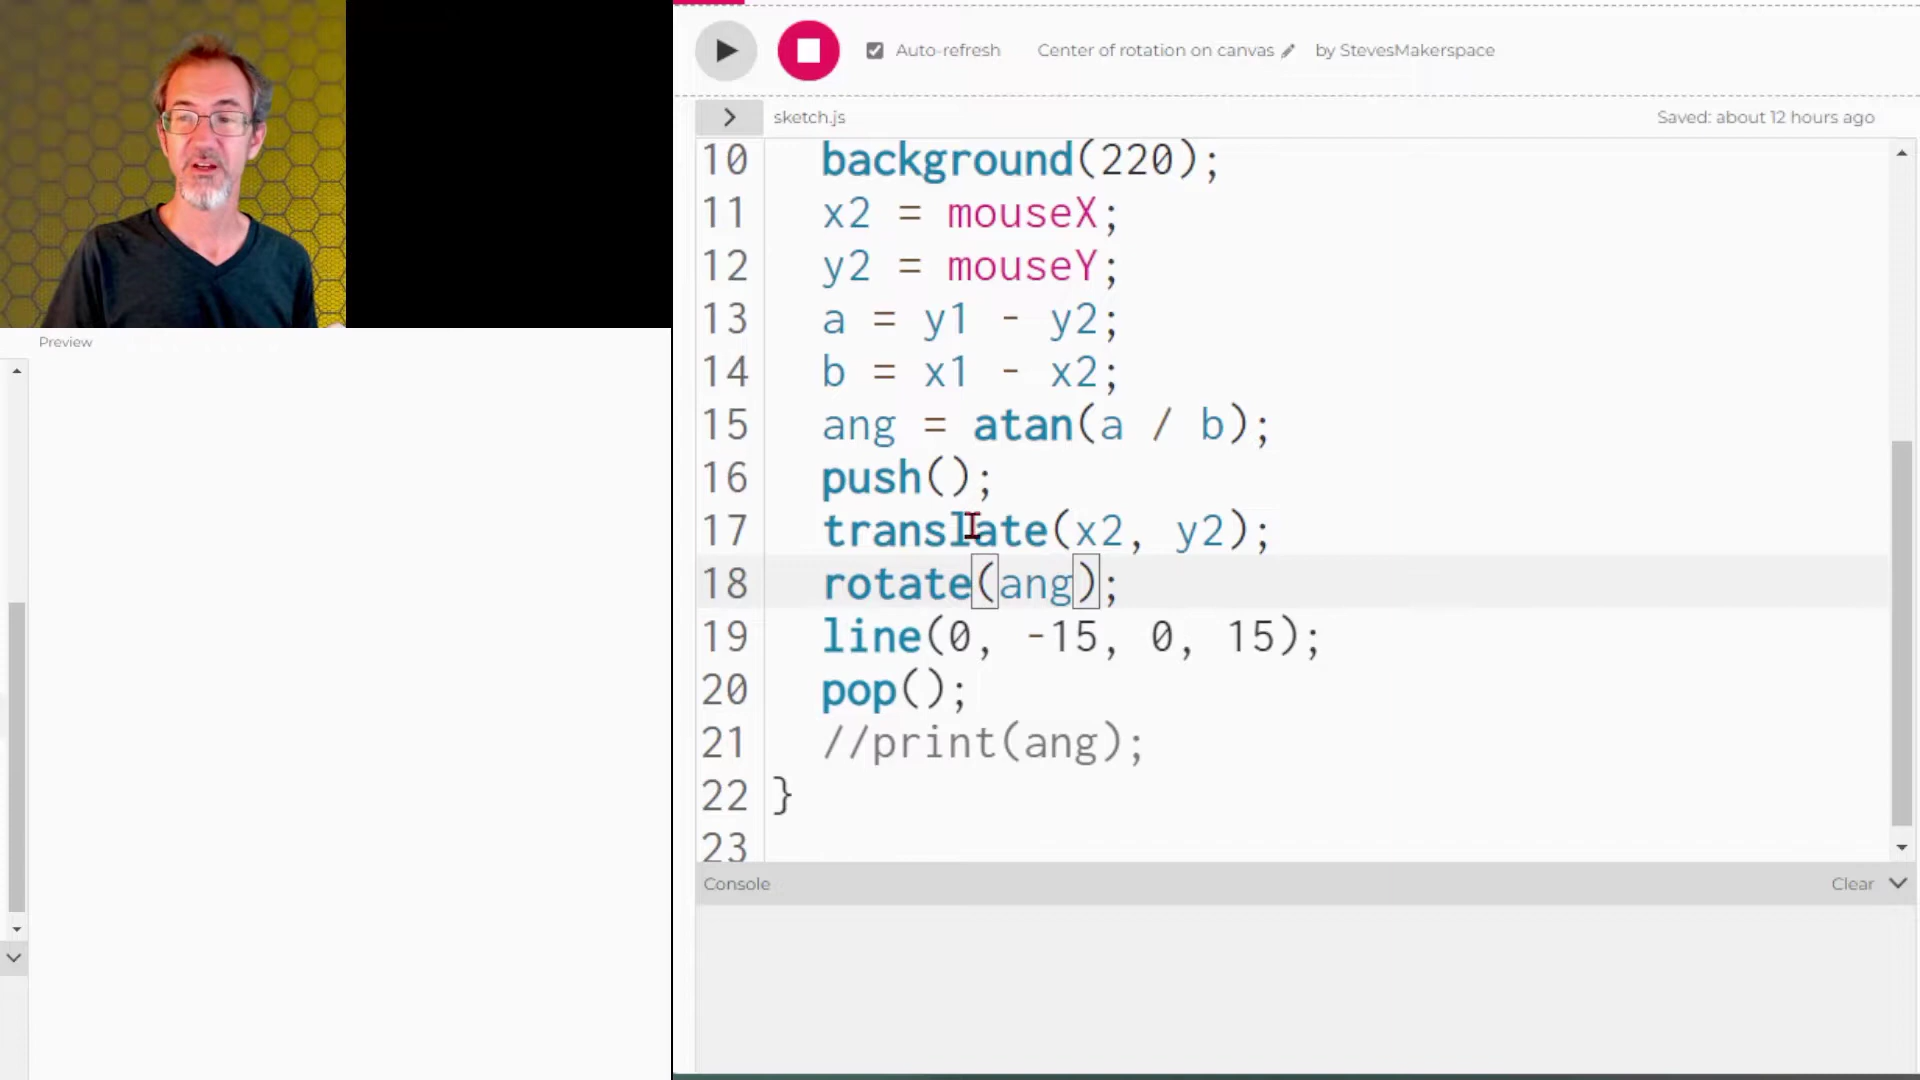 Auto-refresh
Center of rotation on canvas
by StevesMakerspace
sketch.js
Saved: about 12 hours ago
Preview
10 background(220);
11 x2 = mouseX;
12 y2 = mouseY;
13 a = y1 - y2;
14 b = x1 - x2;
15 ang = atan(a / b);
16 push();
17 translate(x2, y2);
18 rotate(ang);
19 line(0, -15, 0, 15);
20 pop();
21 //print(ang);
22 }
23
Console
Clear